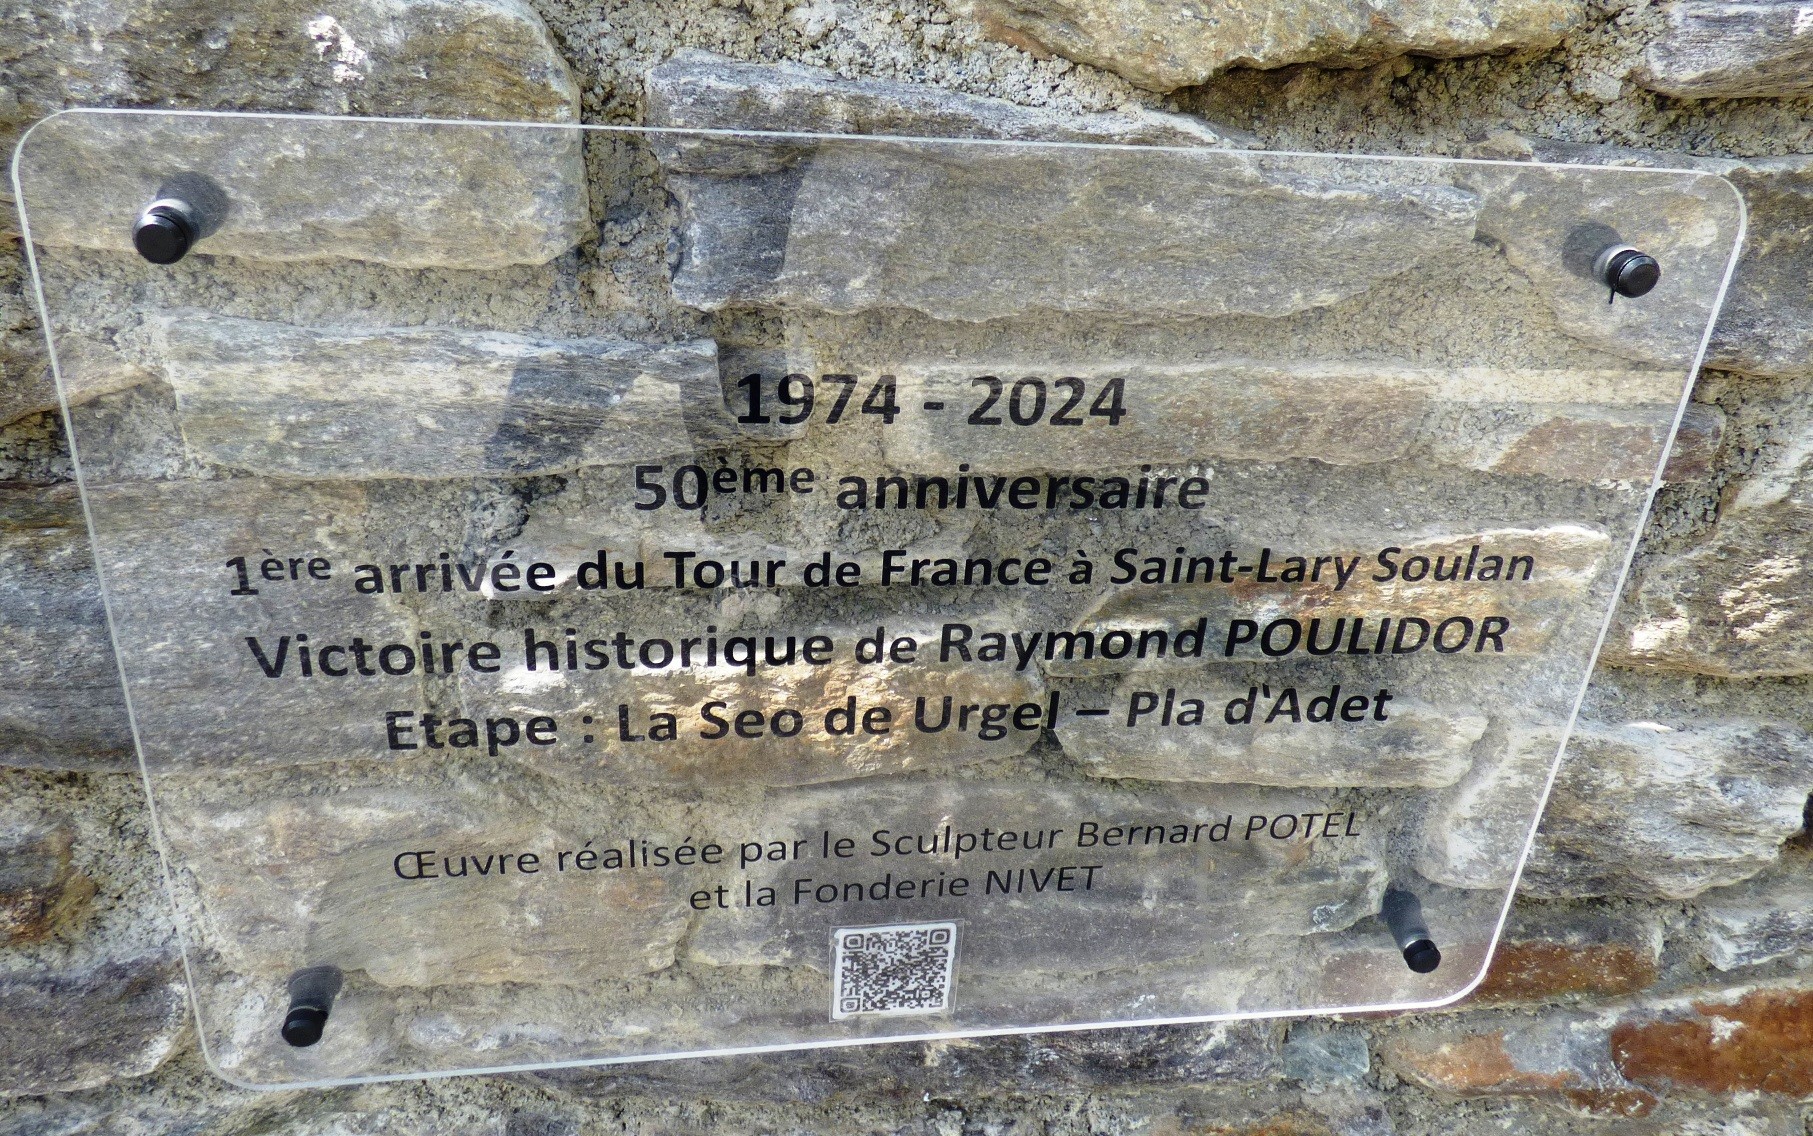 1974 - 2024
50ème anniversaire
1ère arrivée du Tour de France à Saint-Lary Soulan
Victoire historique de Raymond POULIDOR
Etape : La Seo de Urgel – Pla d‘Adet
Œuvre réalisée par le Sculpteur Bernard POTEL
et la Fonderie NIVET